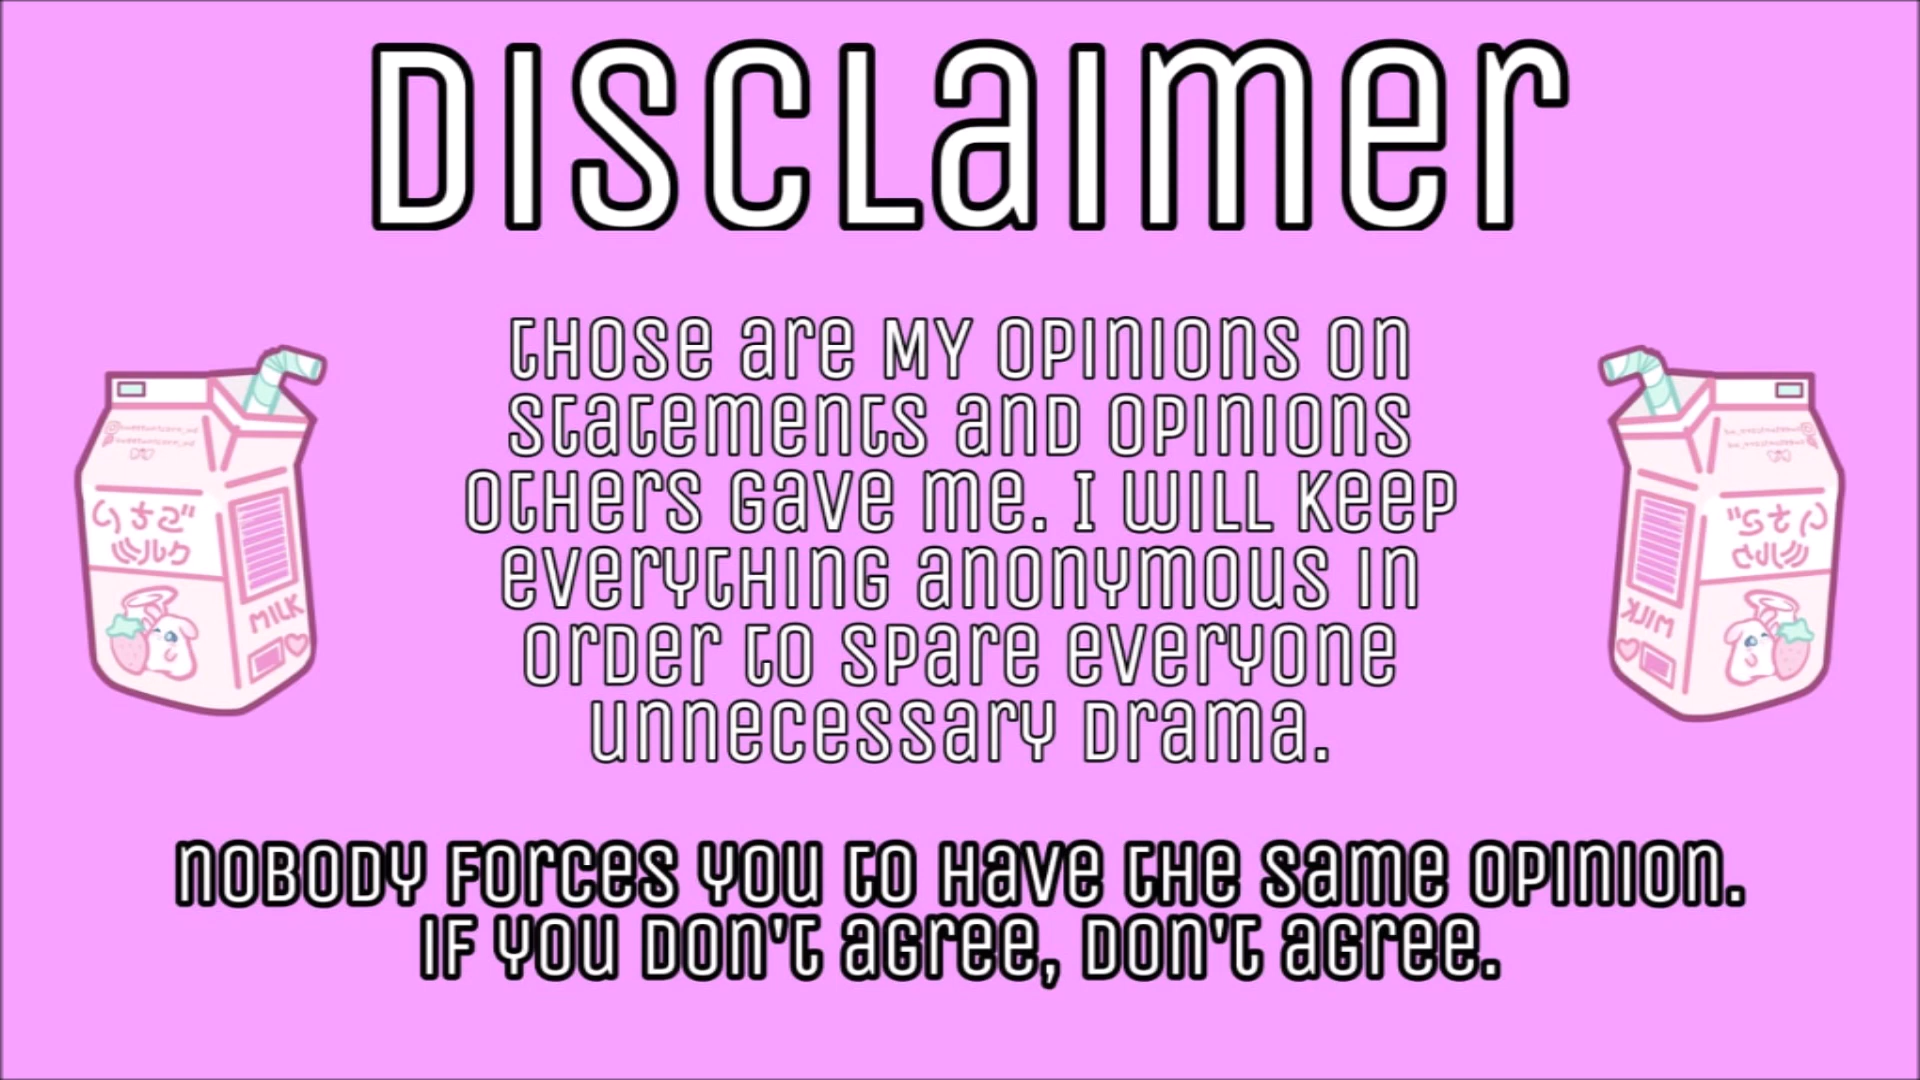 DISCLaimer
THOSE are MY OPINIONS ON
STATEMENTS AND OPINIONS
OTHERS GAVE ME. I WILL KEEP
EVERYTHING ANONYMOUS IN
ORDER TO SPARE EVERYONE
UNNECESSARY DRAMA.
りちご
ミルク
MILK
りちご
ミルク
MILK
NOBODY FORCES YOU TO HAVE THE SAME OPINION.
IF YOU DON'T AGREE, DON'T AGREE.